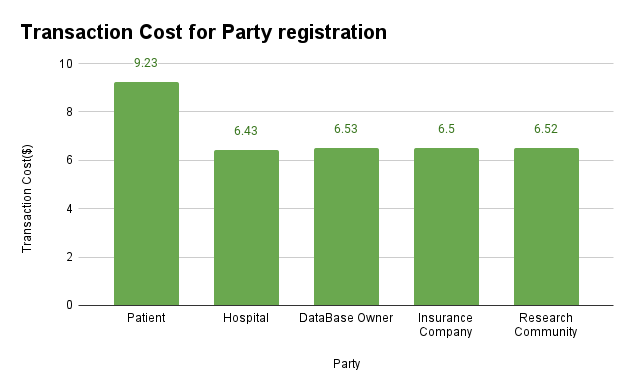 Transaction Cost for Party registration
Transaction Cost($)
10
8
6
4
2
0
9.23
6.43
6.53
6.5
6.52
Patient
Hospital
DataBase Owner
Insurance
Company
Research
Community
Party